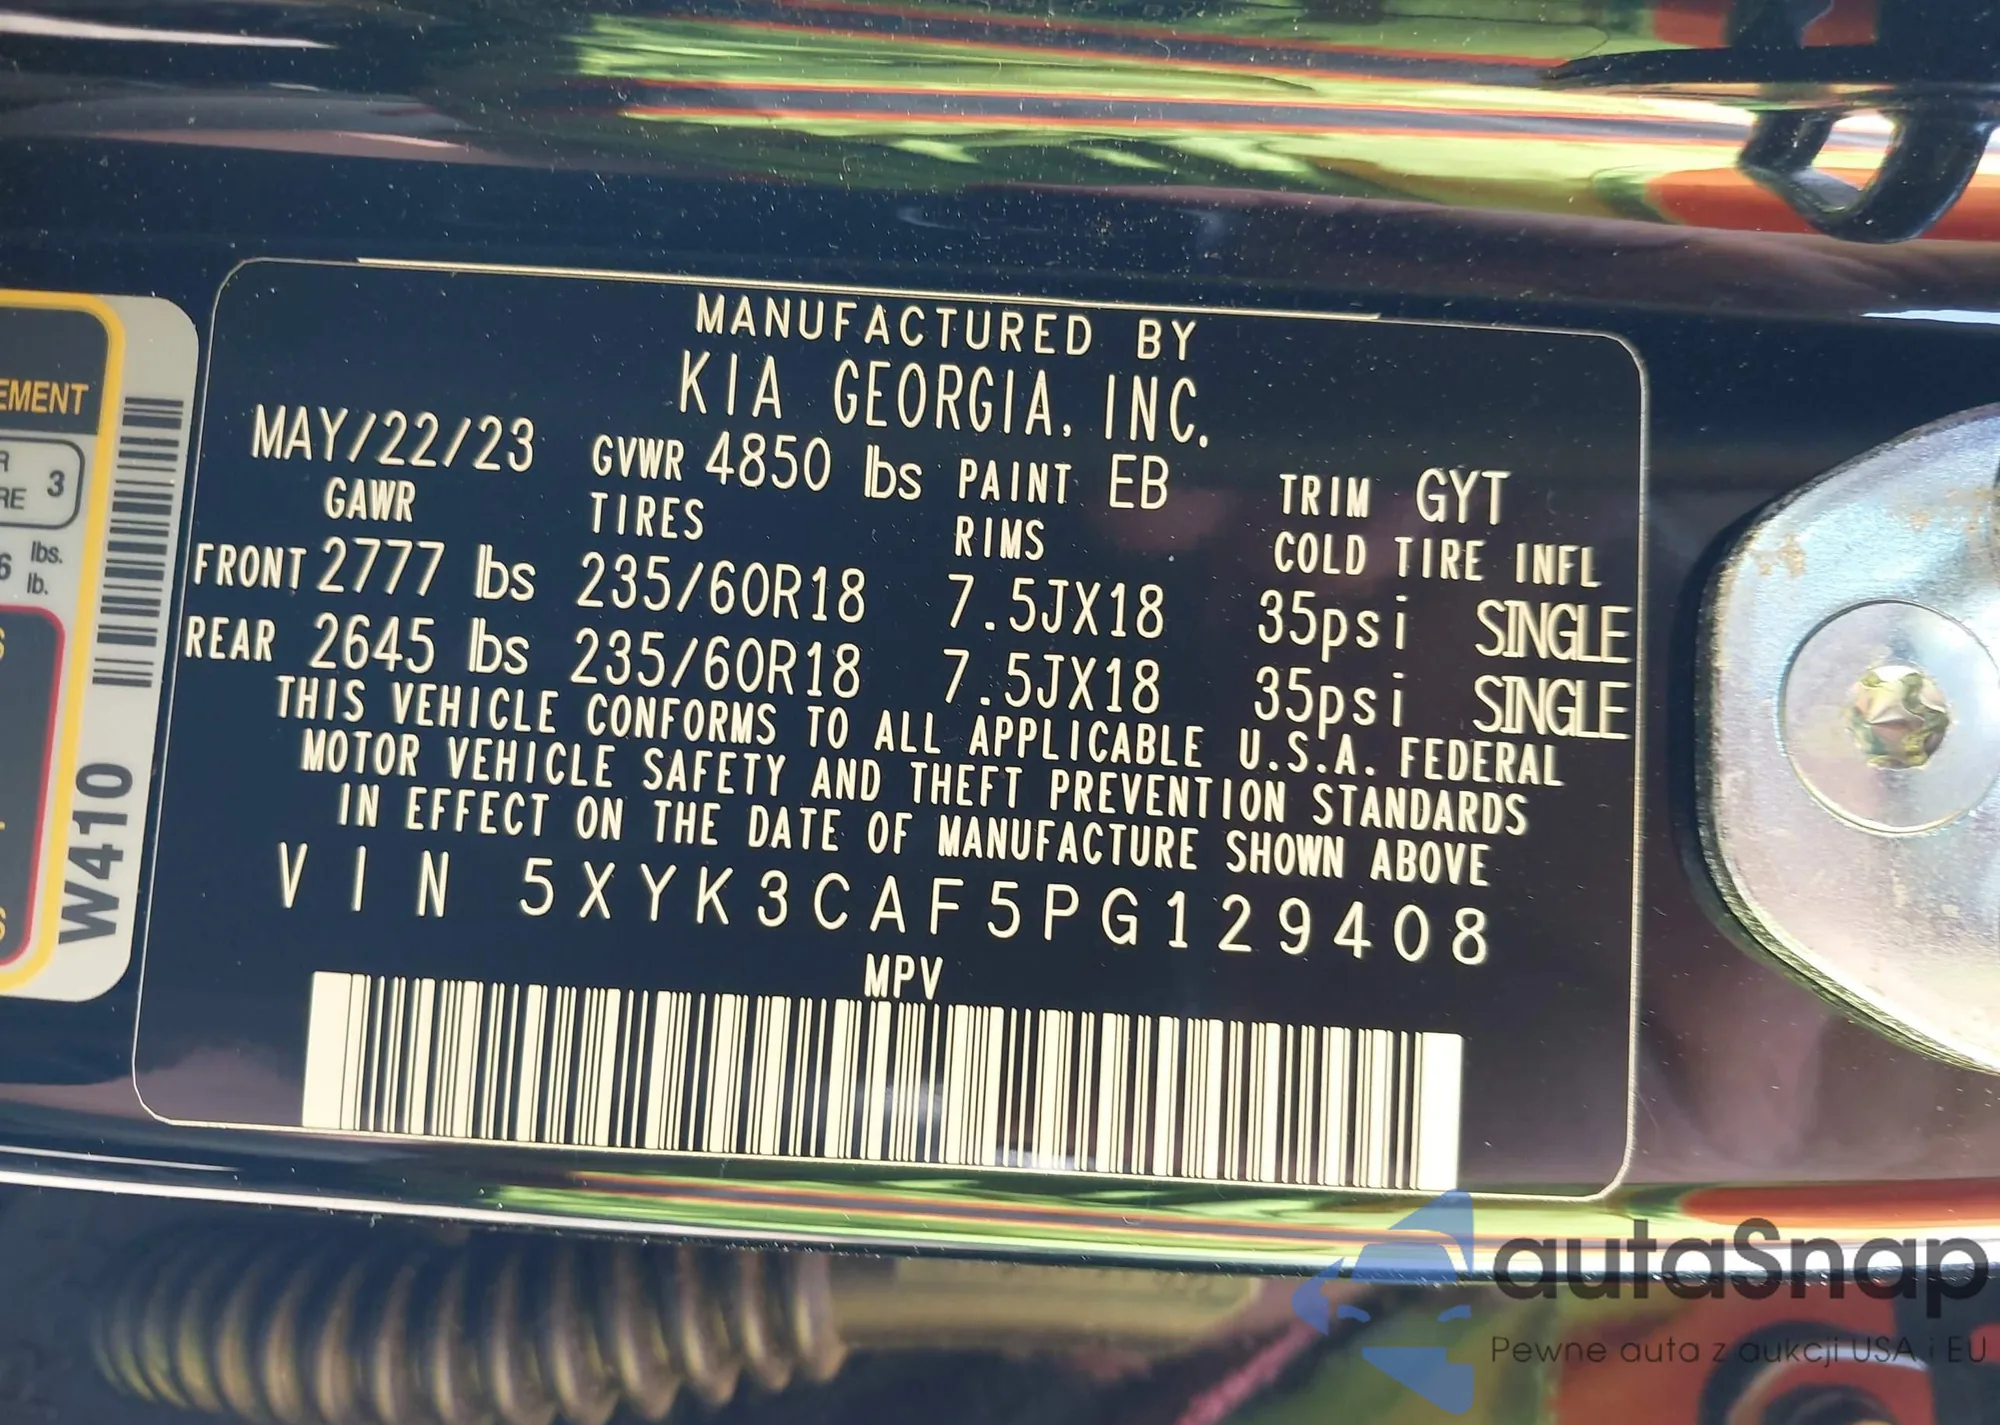 MANUFACTURED BY
KIA GEORGIA, INC.
MAY/22/23 GVWR 4850 lbs PAINT EB TRIM GYT
GAWR TIRES RIMS COLD TIRE INFL
FRONT 2777 lbs 235/60R18 7.5JX18 35psi SINGLE
REAR 2645 lbs 235/60R18 7.5JX18 35psi SINGLE
THIS VEHICLE CONFORMS TO ALL APPLICABLE U.S.A. FEDERAL
MOTOR VEHICLE SAFETY AND THEFT PREVENTION STANDARDS
IN EFFECT ON THE DATE OF MANUFACTURE SHOWN ABOVE
VIN 5XYK3CAF5PG129408
MPV
3
lbs.
lb.
W410
autaSnap
Pewne auta z aukcji USA i EU